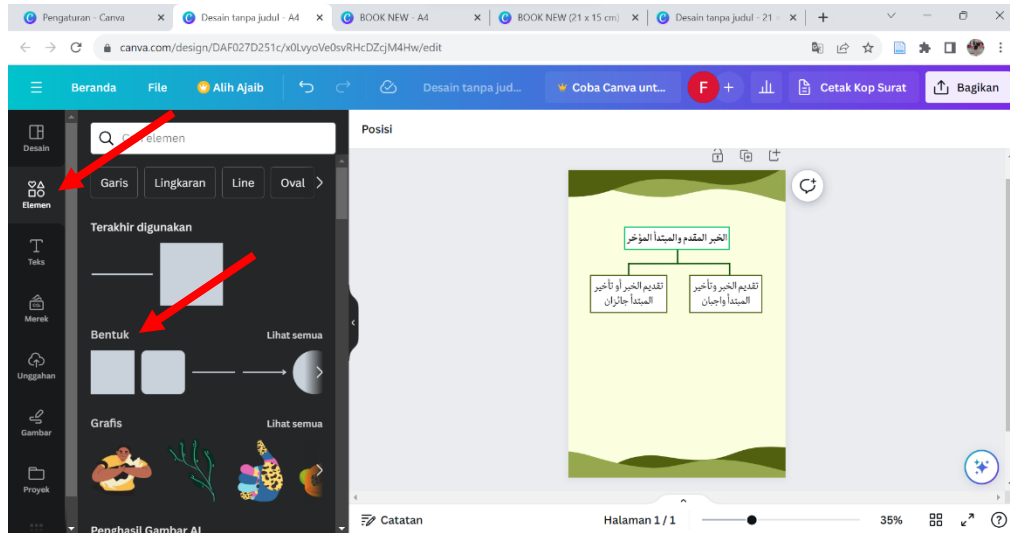 Pengaturan - Canva
Desain tanpa judul - A4
BOOK NEW - A4
BOOK NEW (21 x 15 cm)
Desain tanpa judul - 21
canva.com/design/DAF027D251c/x0LvyoVe0svRHcDZcjM4Hw/edit
Beranda
File
Alih Ajaib
Desain tanpa jud...
Coba Canva unt...
F
Cetak Kop Surat
Bagikan
Desain
Elemen
Teks
Merek
Unggahan
Gambar
Proyek
elemen
Garis
Lingkaran
Line
Oval
Terakhir digunakan
Bentuk
Lihat semua
Grafis
Lihat semua
Penghasil Gambar AI
Posisi
الخبر المقدم والمبتدأ المؤخر
تقديم الخبر وتأخير
المبتدأ واجبان
تقديم الخبر أو تأخير
المبتدأ جائزان
Catatan
Halaman 1 / 1
35%